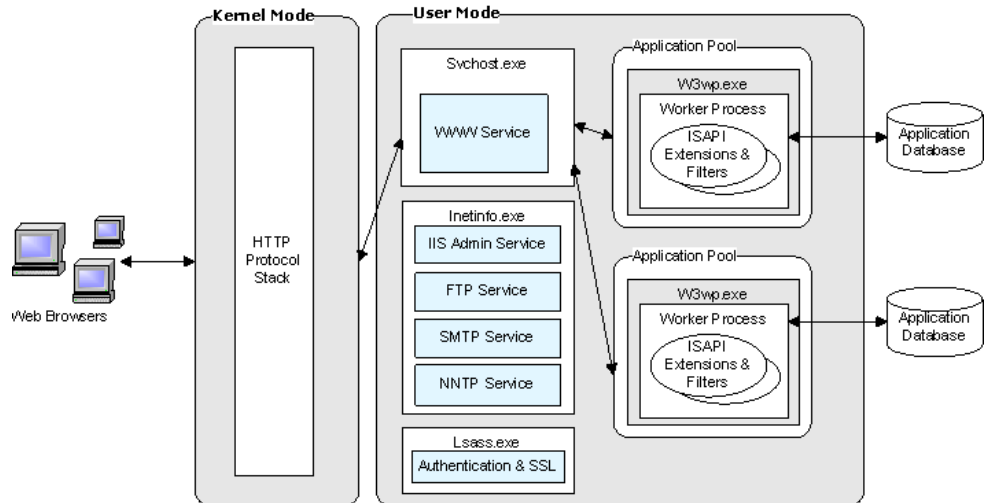 Kernel Mode
User Mode
Svchost.exe
WWW Service
Application Pool
W3wp.exe
Worker Process
ISAPI
Extensions &
Filters
Application
Database
HTTP
Protocol
Stack
Web Browsers
Inetinfo.exe
IIS Admin Service
FTP Service
SMTP Service
NNTP Service
Application Pool
W3wp.exe
Worker Process
ISAPI
Extensions &
Filters
Application
Database
Lsass.exe
Authentication & SSL